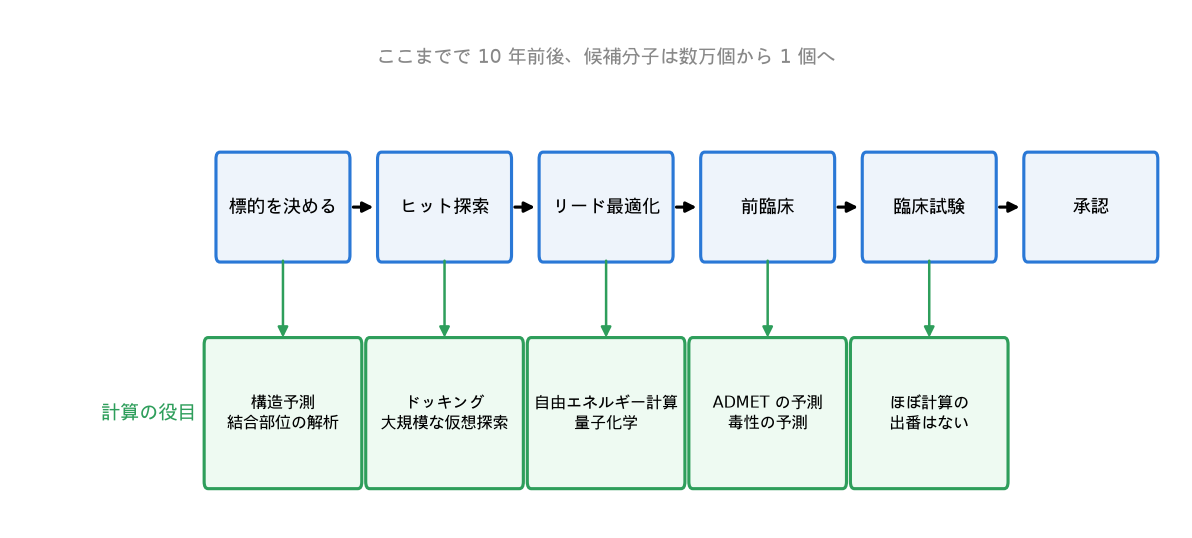 ここまでで 10 年前後、候補分子は数万個から 1 個へ
標的を決める
ヒット探索
リード最適化
前臨床
臨床試験
承認
計算の役目
構造予測
結合部位の解析
ドッキング
大規模な仮想探索
自由エネルギー計算
量子化学
ADMET の予測
毒性の予測
ほぼ計算の
出番はない